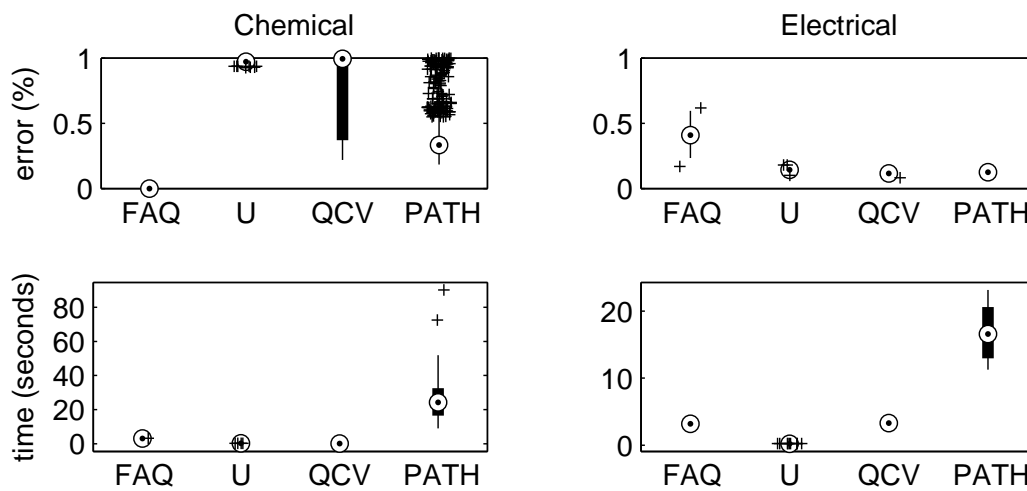 Chemical
Electrical
error (%)
1
0.5
0
FAQ U QCV PATH
1
0.5
0
FAQ U QCV PATH
time (seconds)
80
60
40
20
0
FAQ U QCV PATH
20
10
0
FAQ U QCV PATH